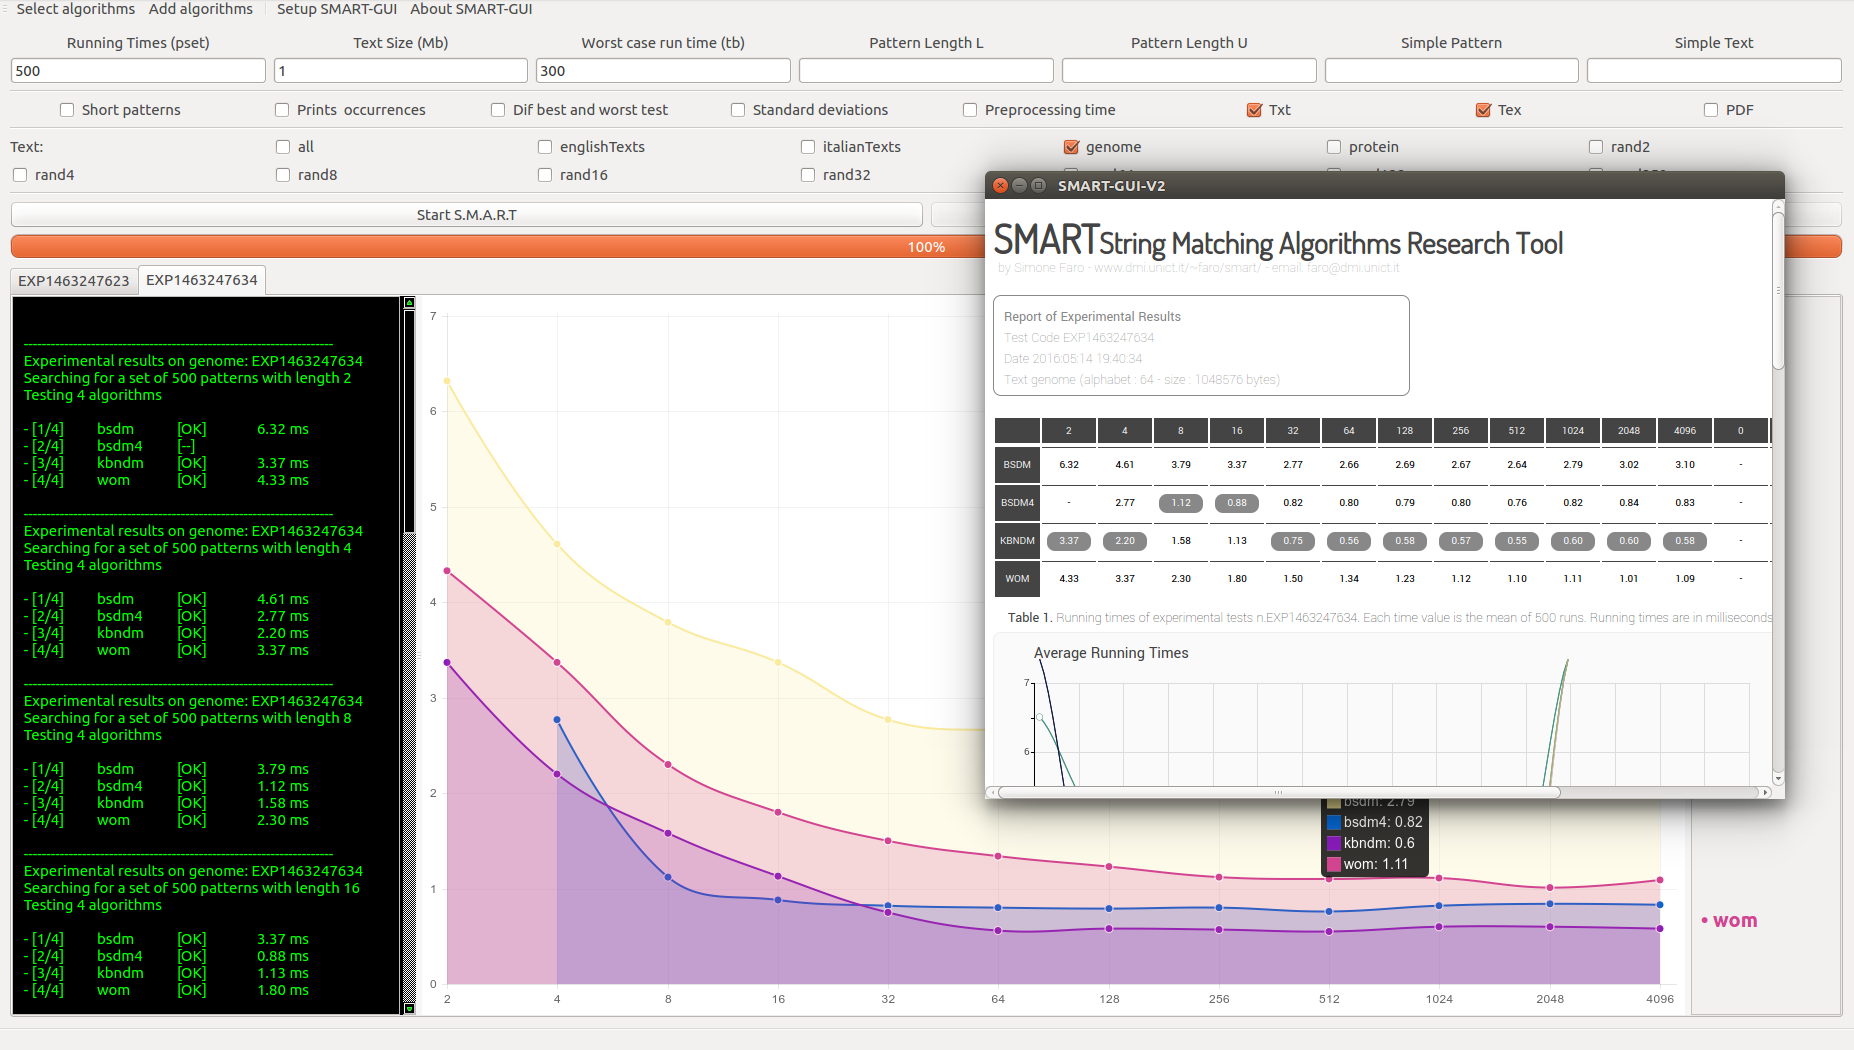 Select algorithms Add algorithms Setup SMART-GUI About SMART-GUI
Running Times (pset) Text Size (Mb) Worst case run time (tb) Pattern Length L Pattern Length U Simple Pattern Simple Text
500 1 300
Short patterns Prints occurrences Dif best and worst test Standard deviations Preprocessing time Txt Tex PDF
Text: all englishTexts italianTexts genome protein rand2
rand4 rand8 rand16 rand32
Start S.M.A.R.T
100%
EXP1463247623 EXP1463247634
--------------------------------------------------------------------
Experimental results on genome: EXP1463247634
Searching for a set of 500 patterns with length 2
Testing 4 algorithms
- [1/4] bsdm [OK] 6.32 ms
- [2/4] bsdm4 [--]
- [3/4] kbndm [OK] 3.37 ms
- [4/4] wom [OK] 4.33 ms
--------------------------------------------------------------------
Experimental results on genome: EXP1463247634
Searching for a set of 500 patterns with length 4
Testing 4 algorithms
- [1/4] bsdm [OK] 4.61 ms
- [2/4] bsdm4 [OK] 2.77 ms
- [3/4] kbndm [OK] 2.20 ms
- [4/4] wom [OK] 3.37 ms
--------------------------------------------------------------------
Experimental results on genome: EXP1463247634
Searching for a set of 500 patterns with length 8
Testing 4 algorithms
- [1/4] bsdm [OK] 3.79 ms
- [2/4] bsdm4 [OK] 1.12 ms
- [3/4] kbndm [OK] 1.58 ms
- [4/4] wom [OK] 2.30 ms
--------------------------------------------------------------------
Experimental results on genome: EXP1463247634
Searching for a set of 500 patterns with length 16
Testing 4 algorithms
- [1/4] bsdm [OK] 3.37 ms
- [2/4] bsdm4 [OK] 0.88 ms
- [3/4] kbndm [OK] 1.13 ms
- [4/4] wom [OK] 1.80 ms
7
6
5
4
3
2
1
0
2 4 8 16 32 64 128 256 512 1024 2048 4096
bsdm: 2.79
bsdm4: 0.82
kbndm: 0.6
wom: 1.11
• wom
SMART-GUI-V2
SMART String Matching Algorithms Research Tool
by Simone Faro - www.dmi.unict.it/~faro/smart/ - email: faro@dmi.unict.it
Report of Experimental Results
Test Code EXP1463247634
Date 2016:05:14 19:40:34
Text genome (alphabet : 64 - size : 1048576 bytes)
2 4 8 16 32 64 128 256 512 1024 2048 4096 0
BSDM 6.32 4.61 3.79 3.37 2.77 2.66 2.69 2.67 2.64 2.79 3.02 3.10 -
BSDM4 - 2.77 1.12 0.88 0.82 0.80 0.79 0.80 0.76 0.82 0.84 0.83 -
KBNDM 3.37 2.20 1.58 1.13 0.75 0.56 0.58 0.57 0.55 0.60 0.60 0.58 -
WOM 4.33 3.37 2.30 1.80 1.50 1.34 1.23 1.12 1.10 1.11 1.01 1.09 -
Table 1. Running times of experimental tests n.EXP1463247634. Each time value is the mean of 500 runs. Running times are in milliseconds
Average Running Times
7
6